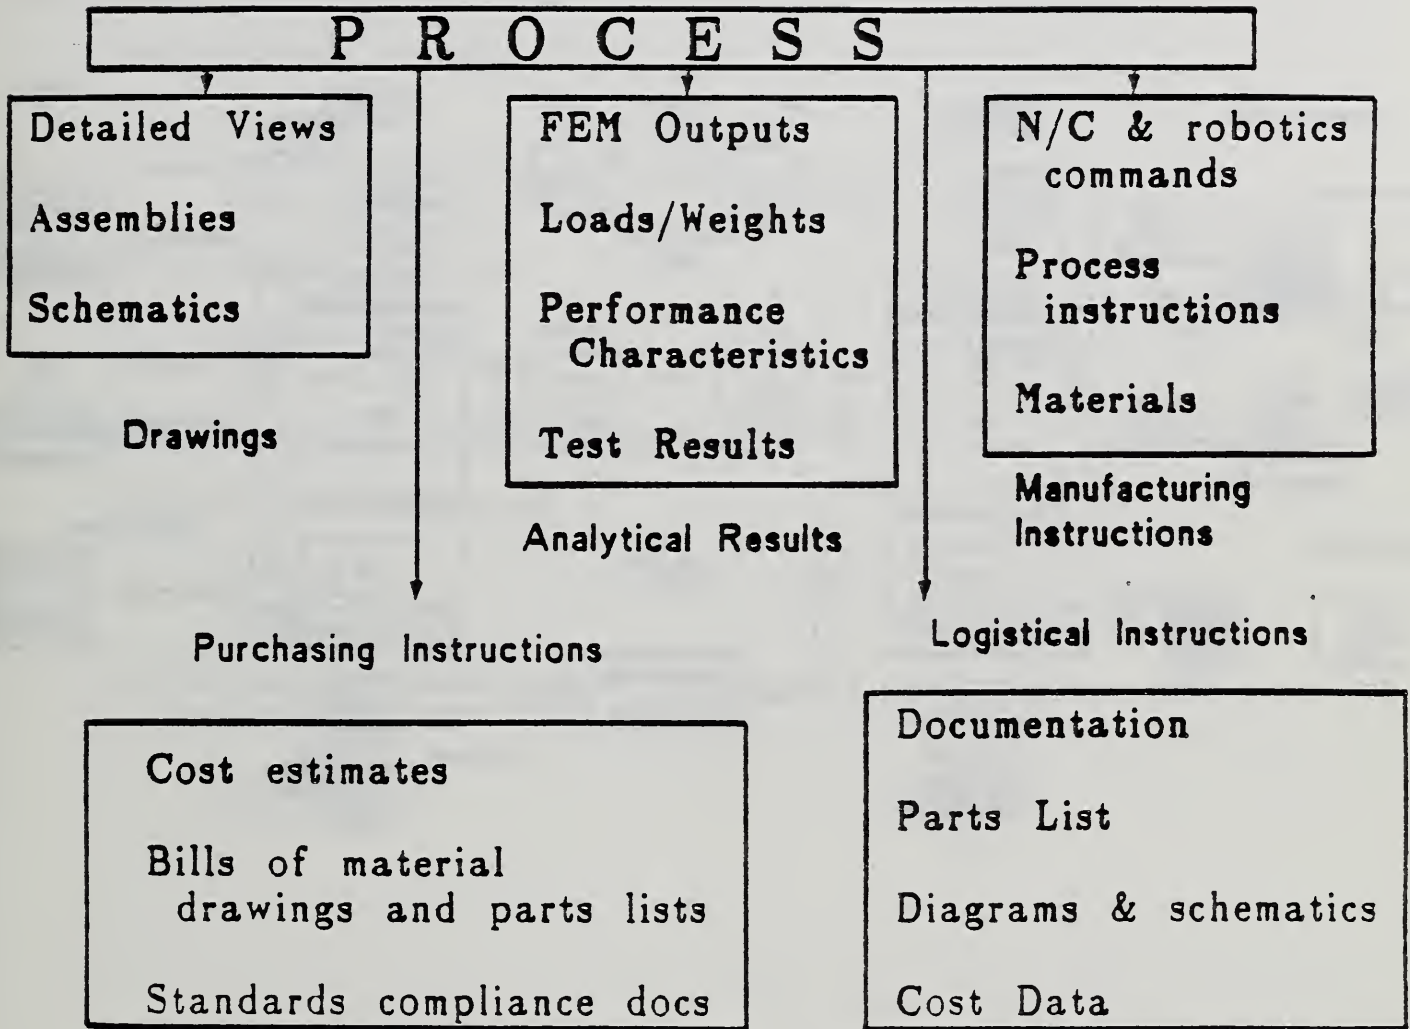 P R O C E S S
Detailed Views
Assemblies
Schematics
Drawings
FEM Outputs
Loads/Weights
Performance
Characteristics
Test Results
Analytical Results
N/C & robotics
commands
Process
instructions
Materials
Manufacturing
Instructions
Purchasing Instructions
Cost estimates
Bills of material
drawings and parts lists
Standards compliance docs
Logistical Instructions
Documentation
Parts List
Diagrams & schematics
Cost Data